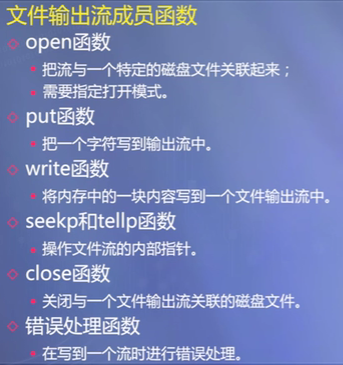 文件输出流成员函数
open函数
把流与一个特定的磁盘文件关联起来；
需要指定打开模式。
put函数
把一个字符写到输出流中。
write函数
将内存中的一块内容写到一个文件输出流中。
seekp和tellp函数
操作文件流的内部指针。
close函数
关闭与一个文件输出流关联的磁盘文件。
错误处理函数
在写到一个流时进行错误处理。